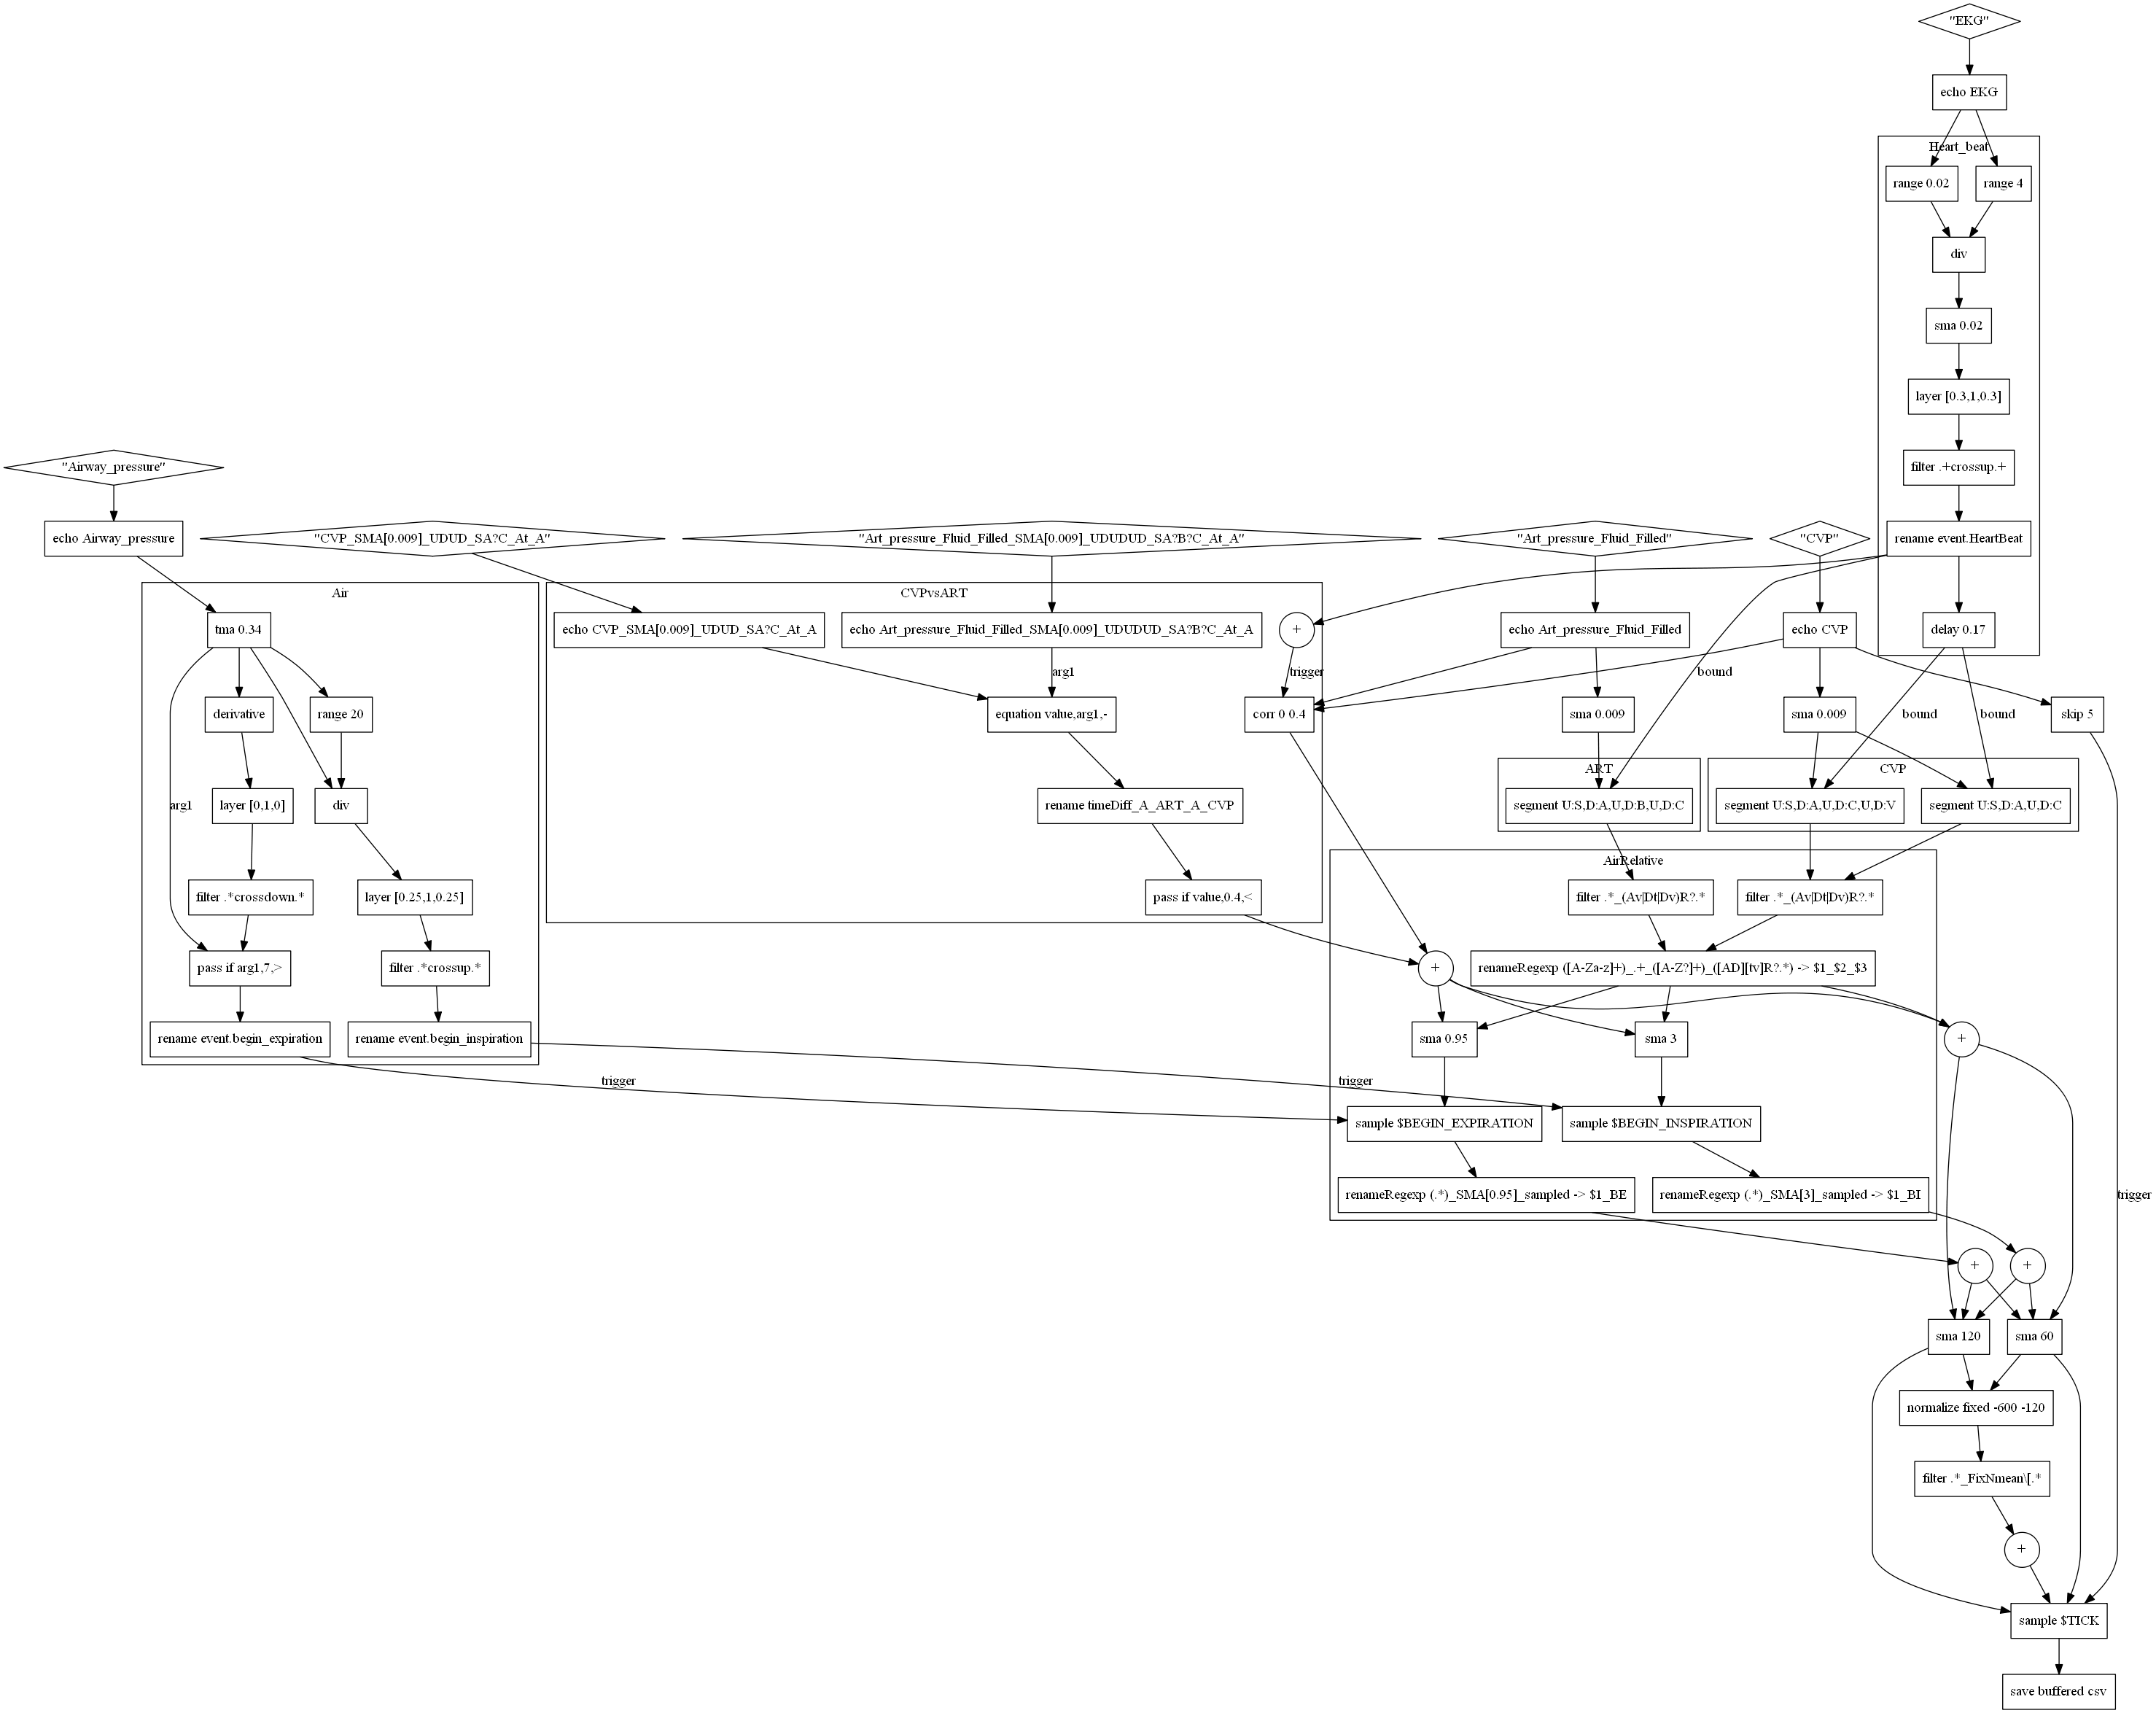 "EKG"
echo EKG
Heart_beat
range 0.02
range 4
div
sma 0.02
layer [0.3,1,0.3]
filter .+crossup.+
"Airway_pressure"
echo Airway_pressure
"CVP_SMA[0.009]_UDUD_SA?C_At_A"
"Art_pressure_Fluid_Filled_SMA[0.009]_UDUDUD_SA?B?C_At_A"
"Art_pressure_Fluid_Filled"
"CVP"
rename event.HeartBeat
Air
CVPvsART
tma 0.34
echo CVP_SMA[0.009]_UDUD_SA?C_At_A
echo Art_pressure_Fluid_Filled_SMA[0.009]_UDUDUD_SA?B?C_At_A
+
echo Art_pressure_Fluid_Filled
echo CVP
delay 0.17
arg1
trigger
bound
derivative
range 20
equation value,arg1,-
corr 0 0.4
sma 0.009
sma 0.009
bound
bound
skip 5
ART
CVP
arg1
layer [0,1,0]
div
rename timeDiff_A_ART_A_CVP
segment U:S,D:A,U,D:B,U,D:C
segment U:S,D:A,U,D:C,U,D:V
segment U:S,D:A,U,D:C
AirRelative
filter .*crossdown.*
layer [0.25,1,0.25]
pass if value,0.4,<
filter .*_(Av|Dt|Dv)R?.*
filter .*_(Av|Dt|Dv)R?.*
pass if arg1,7,>
filter .*crossup.*
+
renameRegexp ([A-Za-z]+)_.+_([A-Z?]+)_([AD][tv]R?.*) -> $1_$2_$3
rename event.begin_expiration
rename event.begin_inspiration
sma 0.95
sma 3
+
trigger
trigger
sample $BEGIN_EXPIRATION
sample $BEGIN_INSPIRATION
renameRegexp (.*)_SMA[0.95]_sampled -> $1_BE
renameRegexp (.*)_SMA[3]_sampled -> $1_BI
trigger
+
+
sma 120
sma 60
normalize fixed -600 -120
filter .*_FixNmean\[.*
+
sample $TICK
save buffered csv